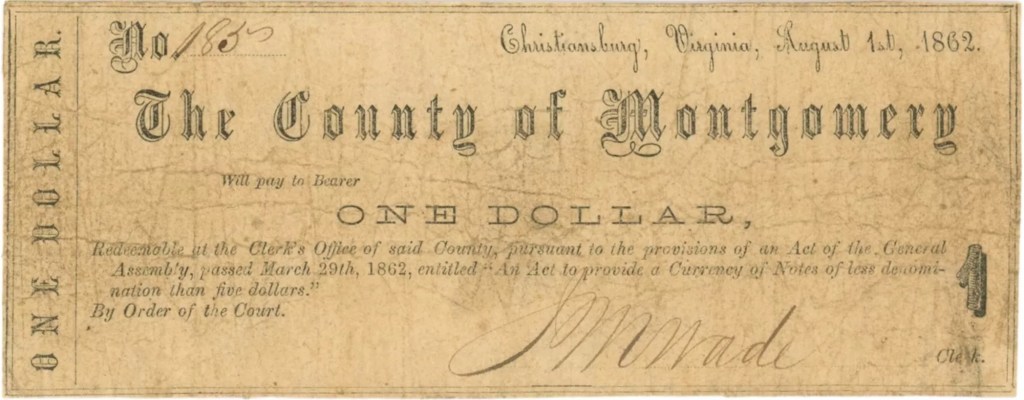 ONE DOLLAR.
No. 185
Christiansburg, Virginia, August 1st, 1862.
The County of Montgomery
Will pay to Bearer
ONE DOLLAR,
Redeemable at the Clerk's Office of said County, pursuant to the provisions of an Act of the General
Assembly, passed March 29th, 1862, entitled "An Act to provide a Currency of Notes of less denomi-
nation than five dollars."
By Order of the Court.
1
Wade
Clerk.